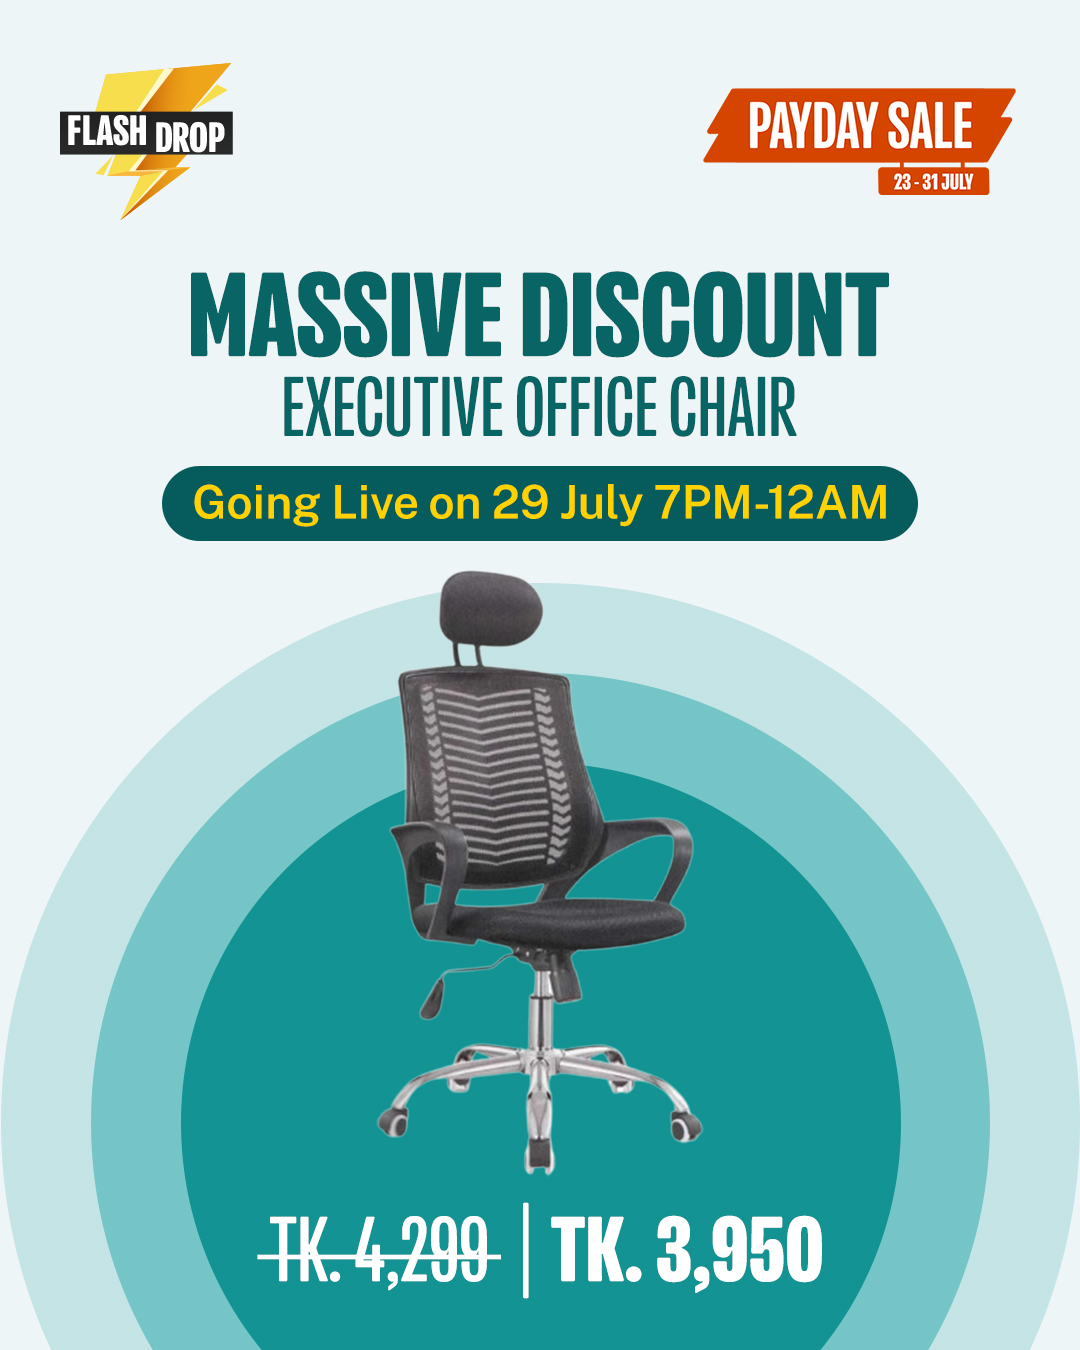 FLASH DROP
PAYDAY SALE
23 - 31 JULY
MASSIVE DISCOUNT
EXECUTIVE OFFICE CHAIR
Going Live on 29 July 7PM-12AM
TK. 4,299 | TK. 3,950